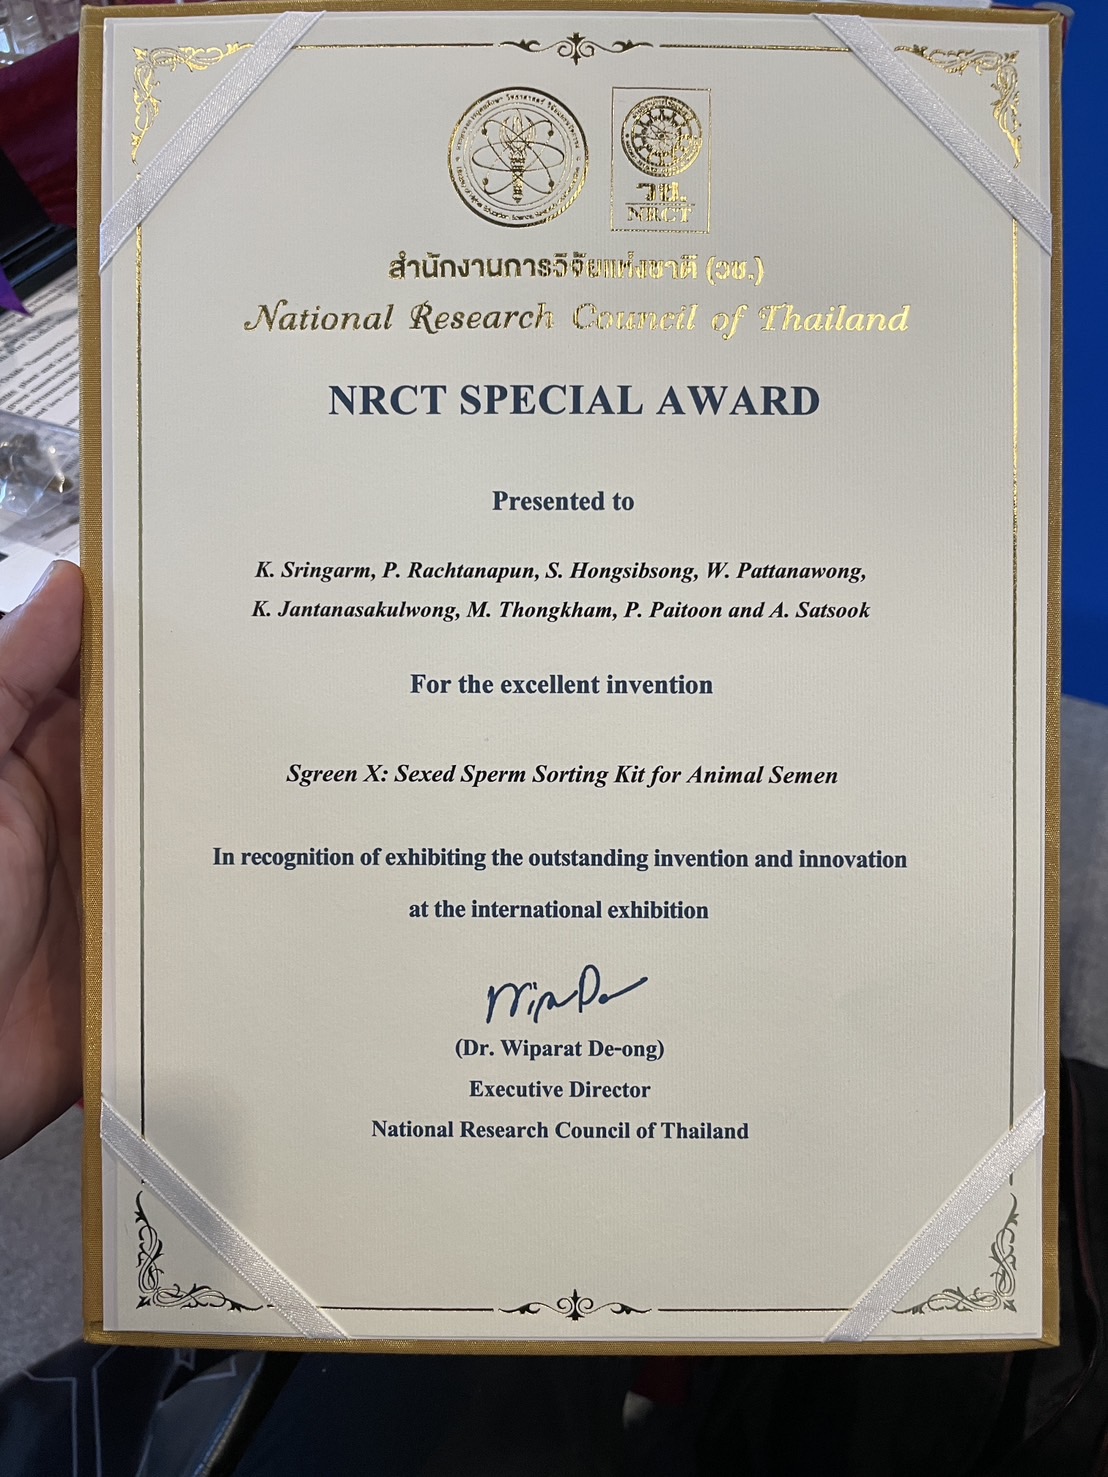 วช.
NRCT
สำนักงานการวิจัยแห่งชาติ (วช.)
National Research Council of Thailand
NRCT SPECIAL AWARD
Presented to
K. Sringarm, P. Rachtanapun, S. Hongsibsong, W. Pattanawong,
K. Jantanasakulwong, M. Thongkham, P. Paitoon and A. Satsook
For the excellent invention
Sgreen X: Sexed Sperm Sorting Kit for Animal Semen
In recognition of exhibiting the outstanding invention and innovation
at the international exhibition
(Dr. Wiparat De-ong)
Executive Director
National Research Council of Thailand